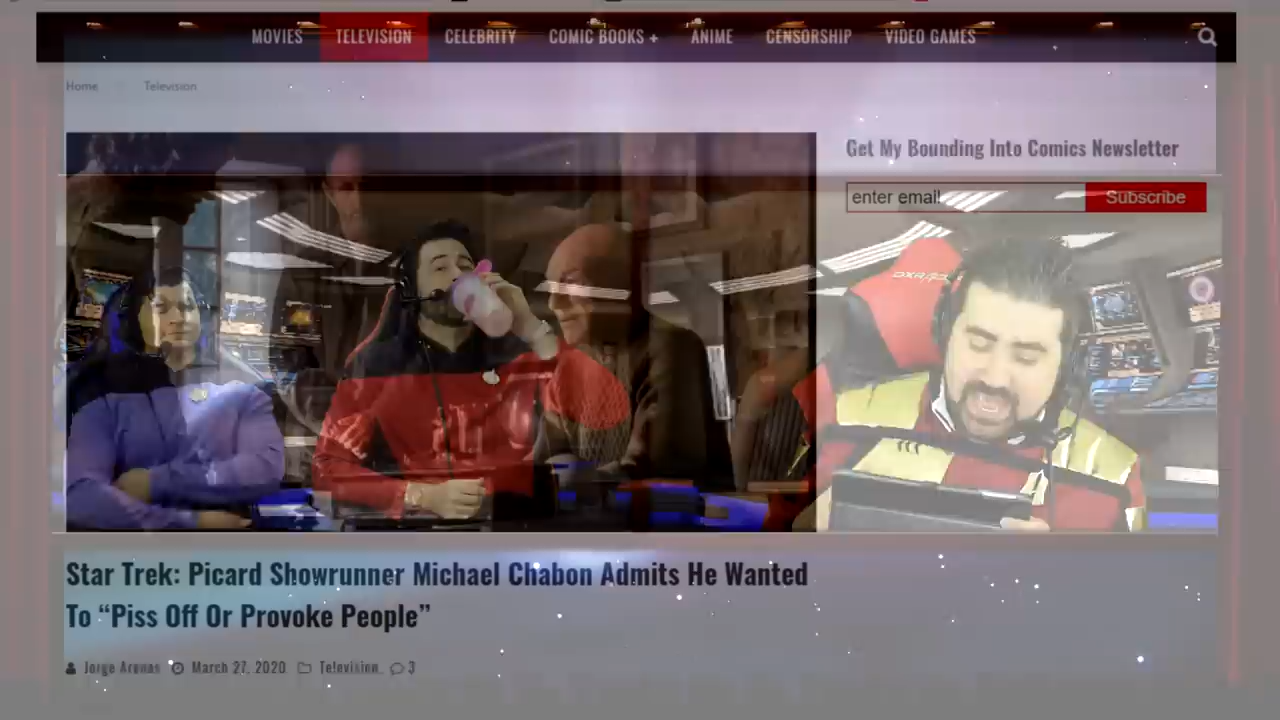 MOVIES TELEVISION CELEBRITY COMIC BOOKS + ANIME CENSORSHIP VIDEO GAMES
Home Television
Get My Bounding Into Comics Newsletter
enter email Subscribe
DXRACER
Star Trek: Picard Showrunner Michael Chabon Admits He Wanted
To “Piss Off Or Provoke People”
Jorge Arenas March 27, 2020 Television 3